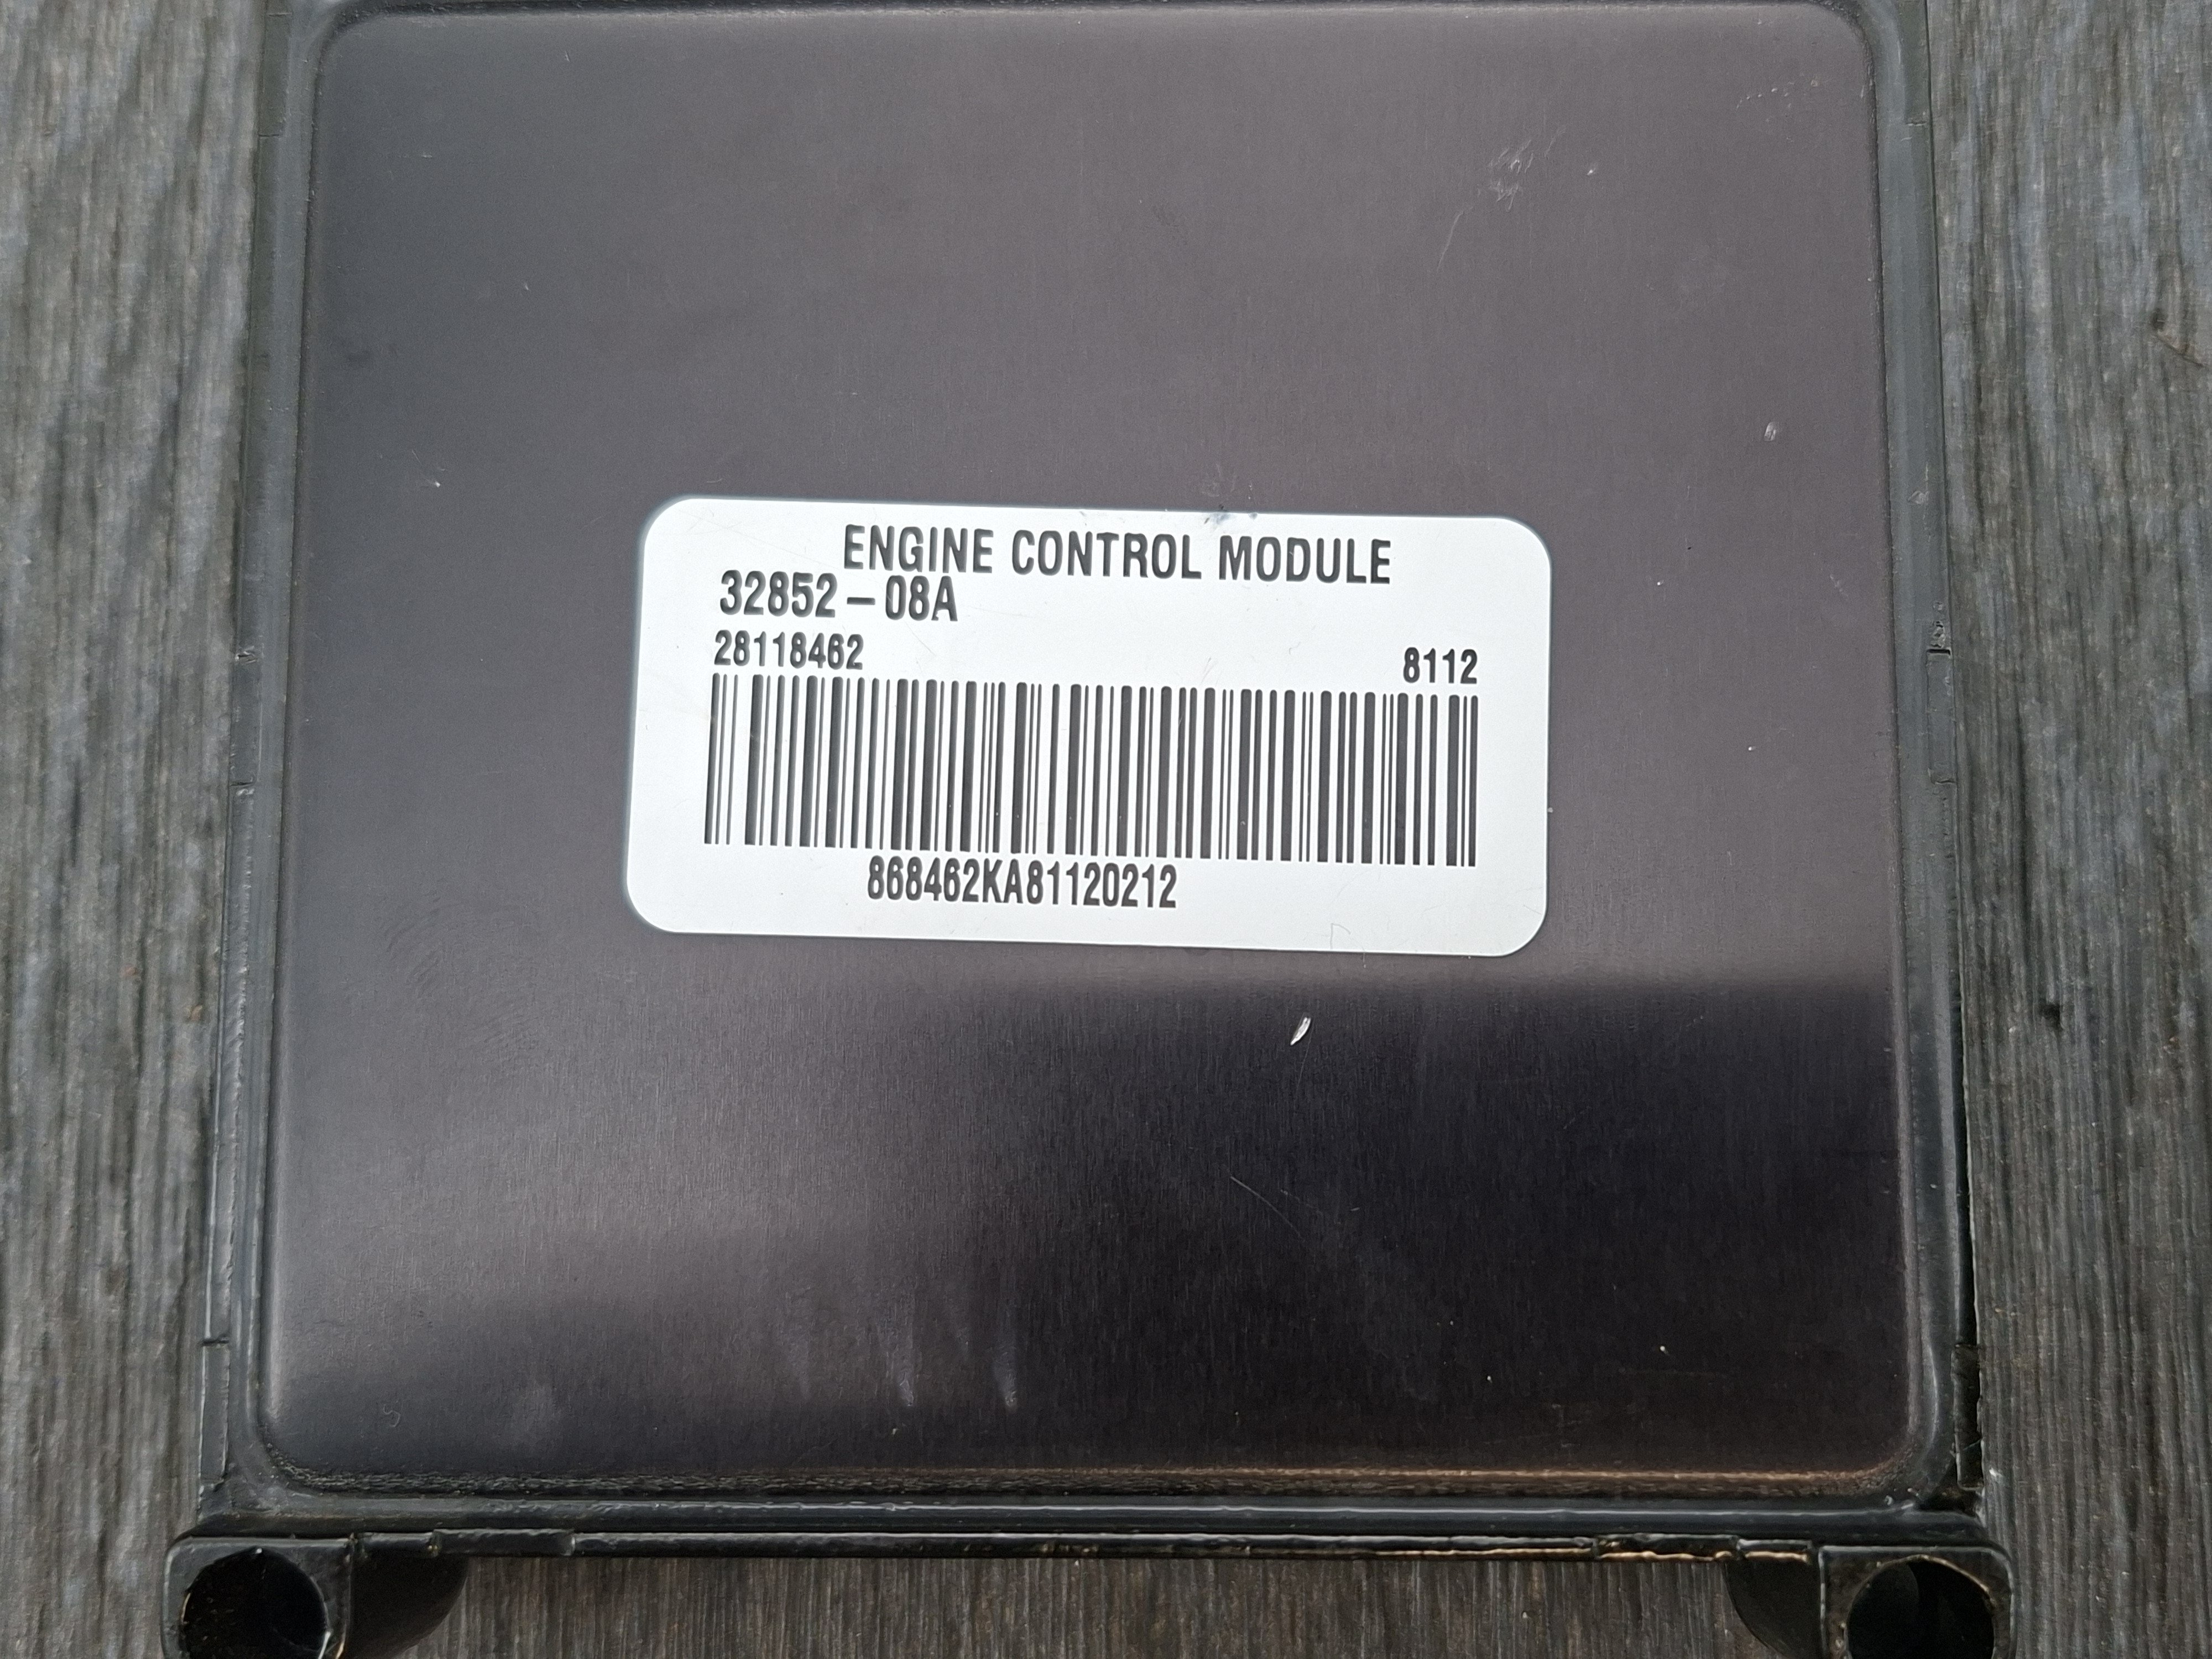 ENGINE CONTROL MODULE
32852-08A
28118462 8112
868462KA81120212